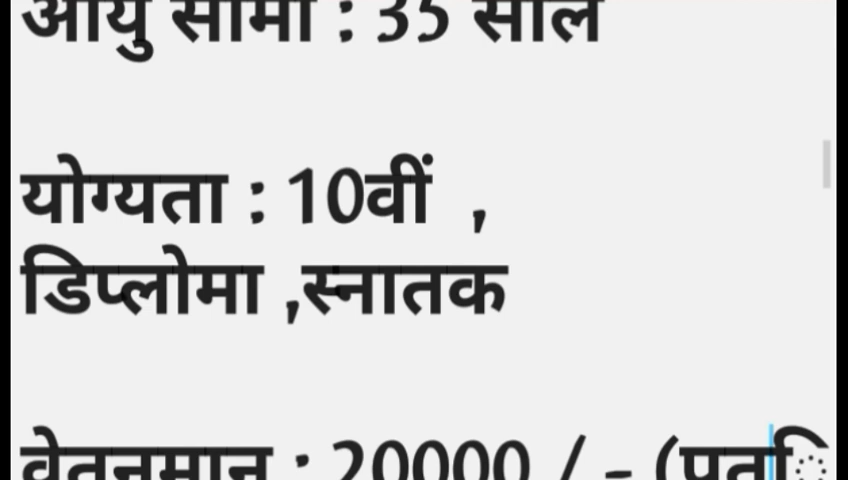 आयु सीमा : 35 साल
योग्यता : 10वीं ,
डिप्लोमा ,स्नातक
वेतनमान : 20000 / - (